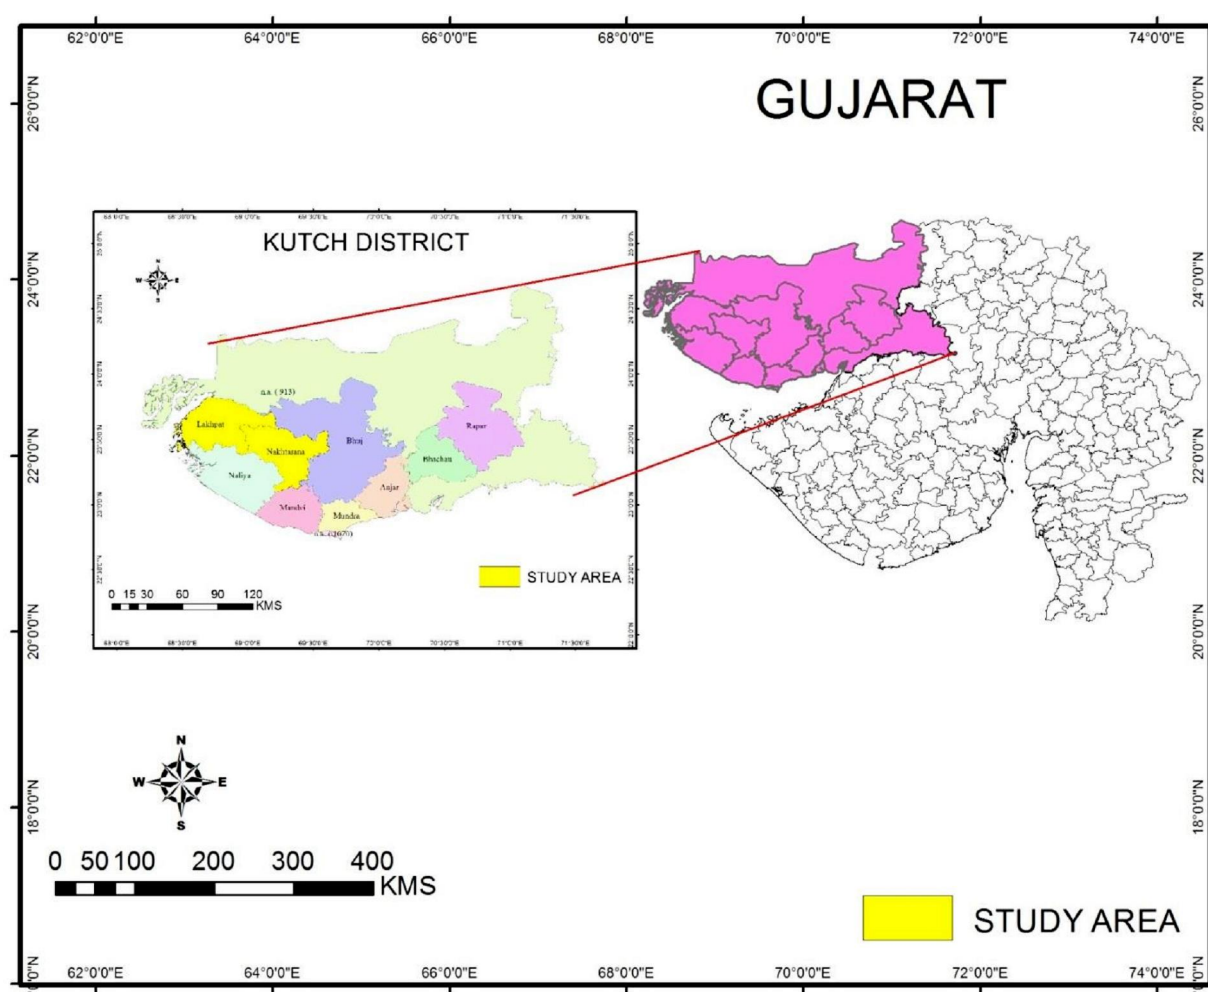 62°0'0"E 64°0'0"E 66°0'0"E 68°0'0"E 70°0'0"E 72°0'0"E 74°0'0"E
26°0'0"N
26°0'0"N
GUJARAT
KUTCH DISTRICT
N
W E
S
24°0'0"N
24°0'0"N
n.a. ( 913)
Lakhpat
Nakhtrana
Bhuj
Rapar
Bhachau
Naliya
Anjar
Mandvi
Mundra
22°0'0"N
22°0'0"N
STUDY AREA
0 15 30 60 90 120
KMS
20°0'0"N
20°0'0"N
N
W E
S
18°0'0"N
18°0'0"N
0 50 100 200 300 400
KMS
STUDY AREA
62°0'0"E 64°0'0"E 66°0'0"E 68°0'0"E 70°0'0"E 72°0'0"E 74°0'0"E